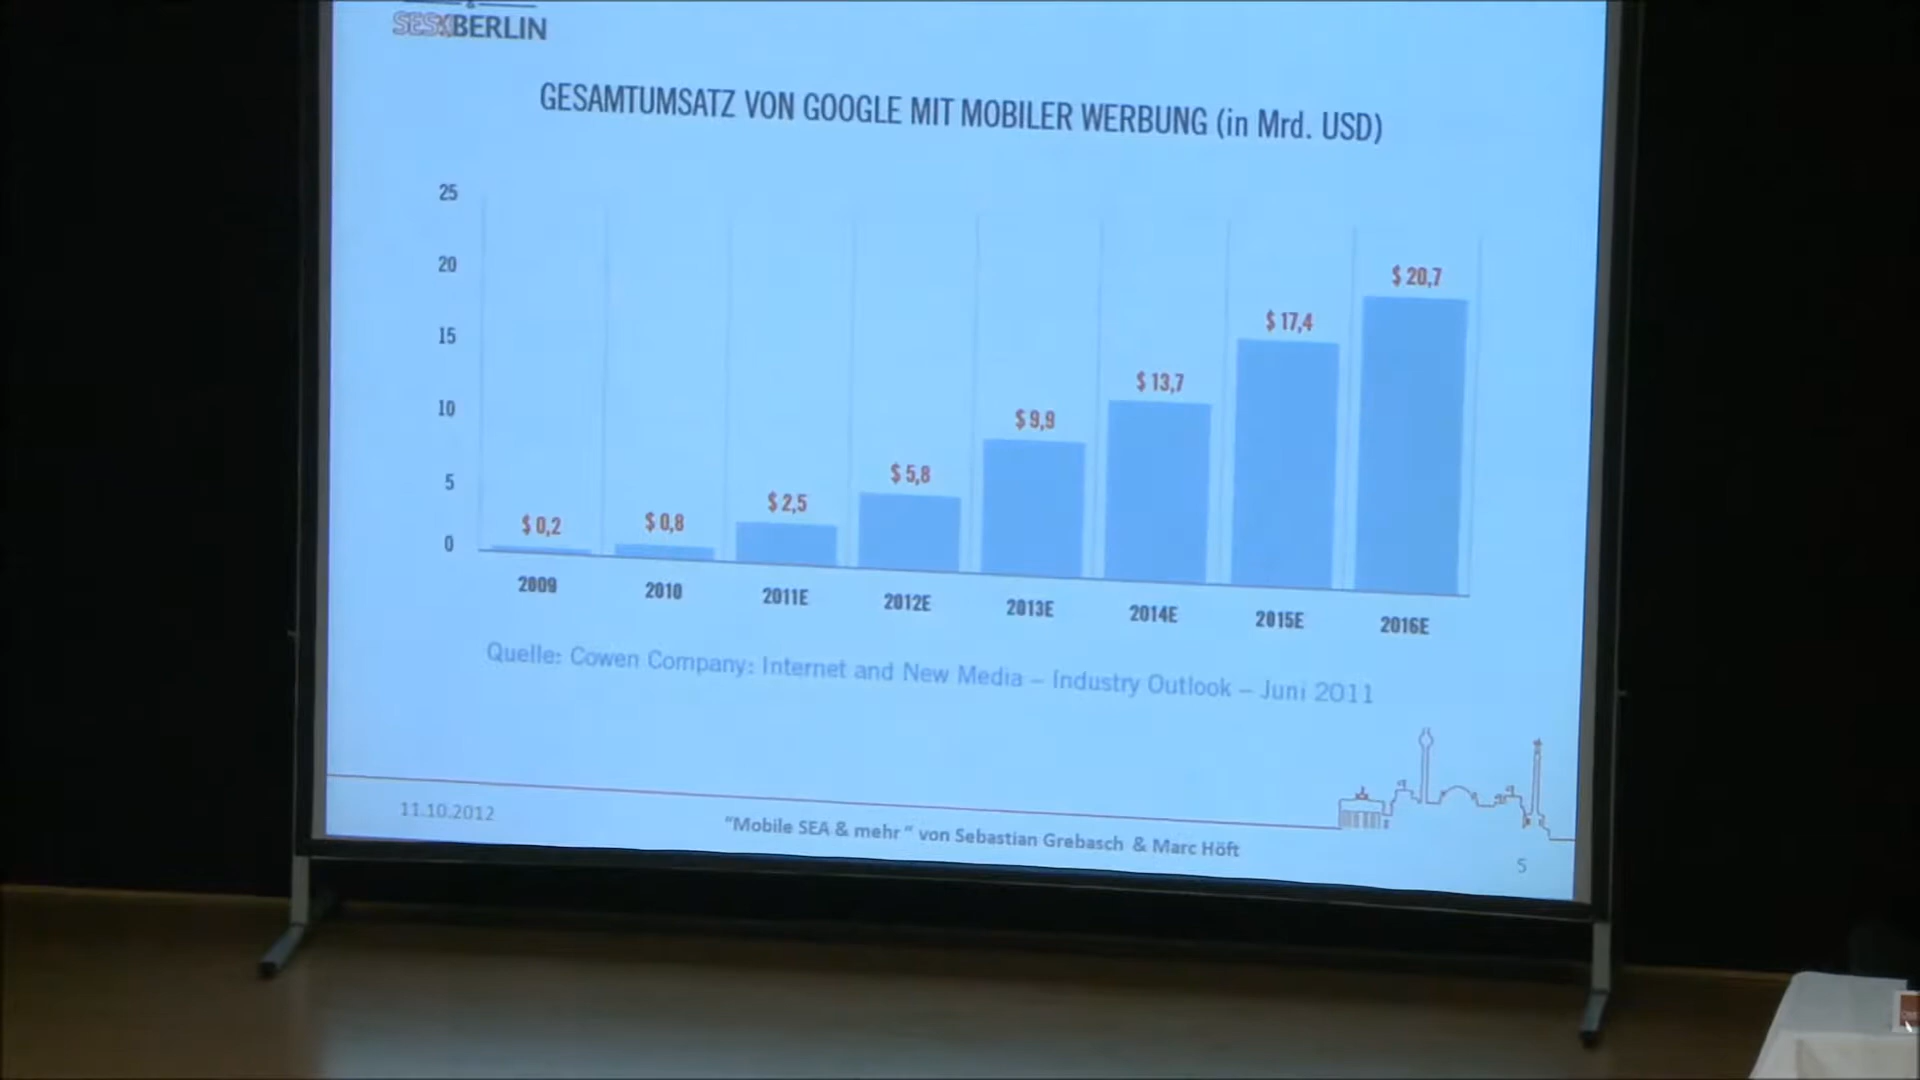 &
SES BERLIN
GESAMTUMSATZ VON GOOGLE MIT MOBILER WERBUNG (in Mrd. USD)
25
20
15
10
5
0
$ 0,2
$ 0,8
$ 2,5
$ 5,8
$ 9,9
$ 13,7
$ 17,4
$ 20,7
2009
2010
2011E
2012E
2013E
2014E
2015E
2016E
Quelle: Cowen Company: Internet and New Media – Industry Outlook – Juni 2011
11.10.2012
"Mobile SEA & mehr " von Sebastian Grebasch & Marc Höft
5